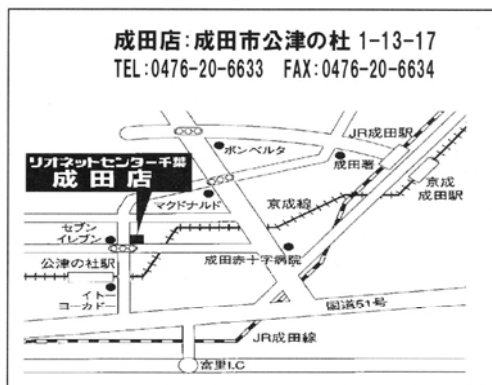 成田店:成田市公津の杜 1-13-17
TEL:0476-20-6633 FAX:0476-20-6634
JR成田駅
ボンベルタ
成田署
リオネットセンター千葉
成田店
京成
成田駅
マクドナルド
京成線
セブン
イレブン
成田赤十字病院
公津の杜駅
イトー
ヨーカドー
国道51号
JR成田線
富里I.C